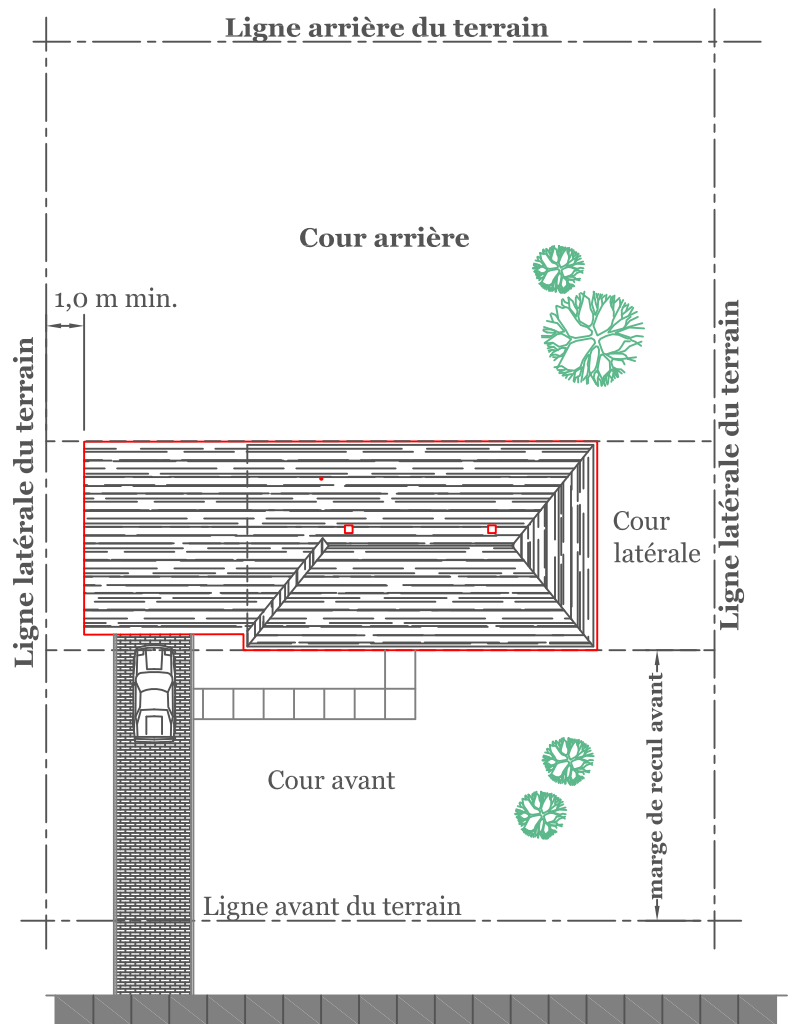 Ligne arrière du terrain
Cour arrière
1,0 m min.
Ligne latérale du terrain
Ligne latérale du terrain
Cour
latérale
marge de recul avant
Cour avant
Ligne avant du terrain